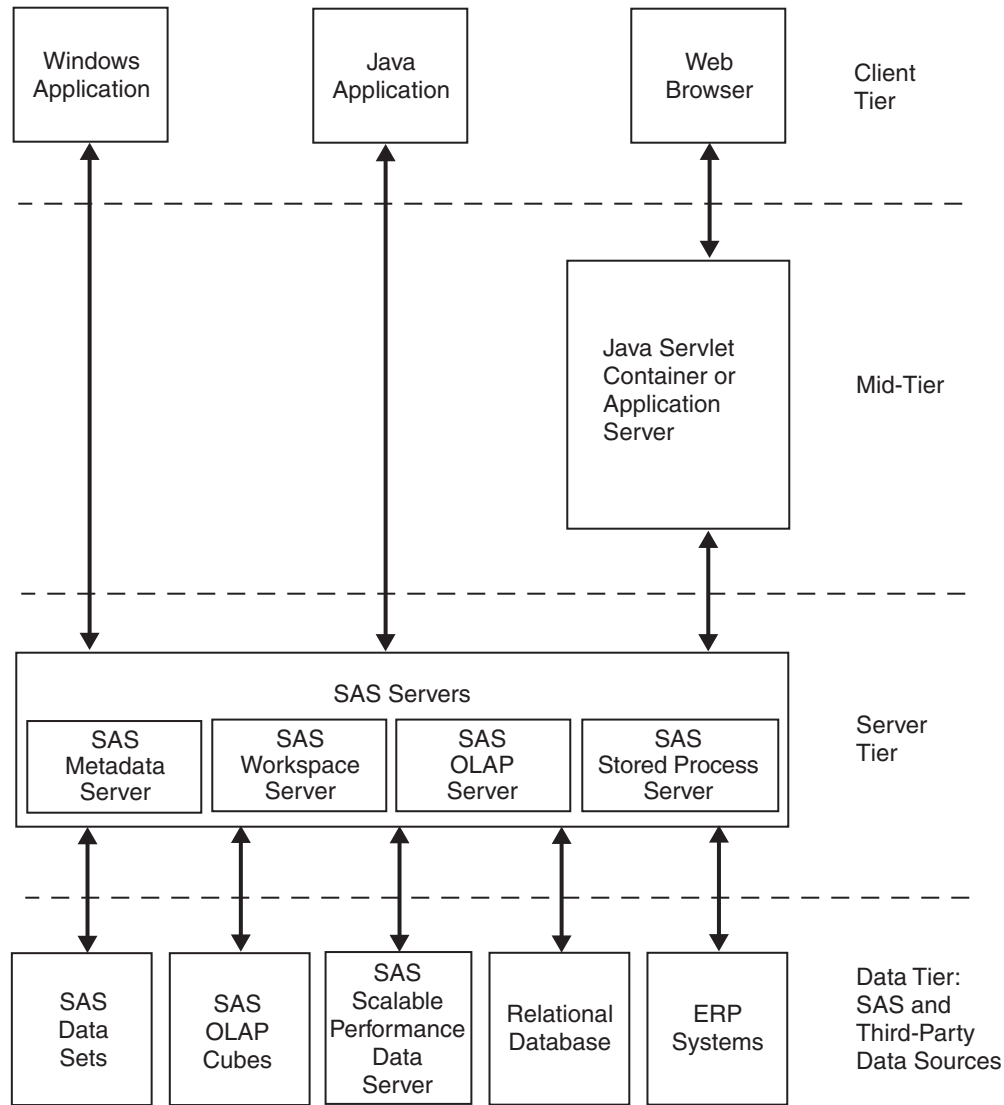 Windows
Application
Java
Application
Web
Browser
Client
Tier
Java Servlet
Container or
Application
Server
Mid-Tier
SAS Servers
SAS
Metadata
Server
SAS
Workspace
Server
SAS
OLAP
Server
SAS
Stored Process
Server
Server
Tier
SAS
Data
Sets
SAS
OLAP
Cubes
SAS
Scalable
Performance
Data
Server
Relational
Database
ERP
Systems
Data Tier:
SAS and
Third-Party
Data Sources